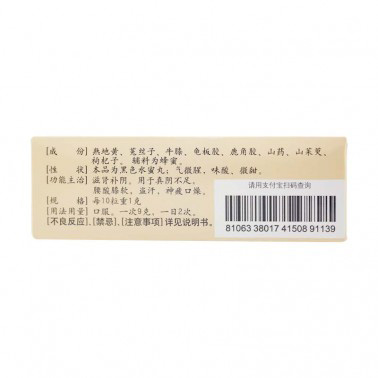 [成　份] 熟地黄、菟丝子、牛膝、龟板胶、鹿角胶、山药、山茱萸、
枸杞子。辅料为蜂蜜。
[性　状] 本品为黑色水蜜丸；气微腥，味酸、微甜。
[功能主治] 滋肾补阴。用于真阴不足，
腰酸膝软，盗汗，神疲口燥。
[规　格] 每10粒重1克
[用法用量] 口服。一次9克，一日2次。
[不良反应]、[禁忌]、[注意事项]详见说明书。
请用支付宝扫码查询
81063 38017 41508 91139